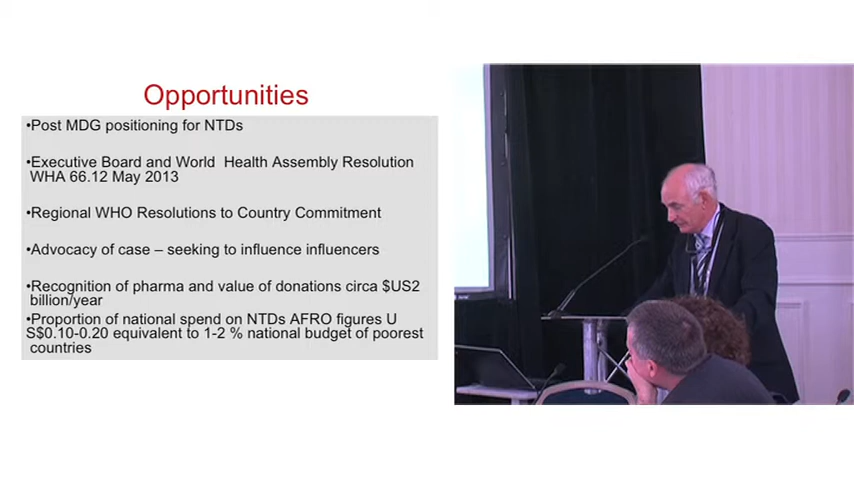 Opportunities
•Post MDG positioning for NTDs
•Executive Board and World Health Assembly Resolution
WHA 66.12 May 2013
•Regional WHO Resolutions to Country Commitment
•Advocacy of case – seeking to influence influencers
•Recognition of pharma and value of donations circa $US2
billion/year
•Proportion of national spend on NTDs AFRO figures U
S$0.10-0.20 equivalent to 1-2 % national budget of poorest
countries